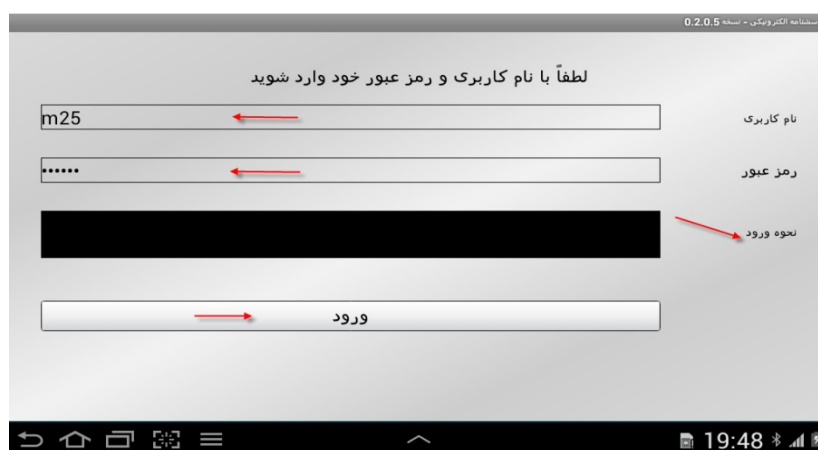 سشنامه الکترونیکی - نسخه 0.2.0.5
لطفاً با نام کاربری و رمز عبور خود وارد شوید
نام کاربری
m25
رمز عبور
••••••
نحوه ورود
ورود
19:48